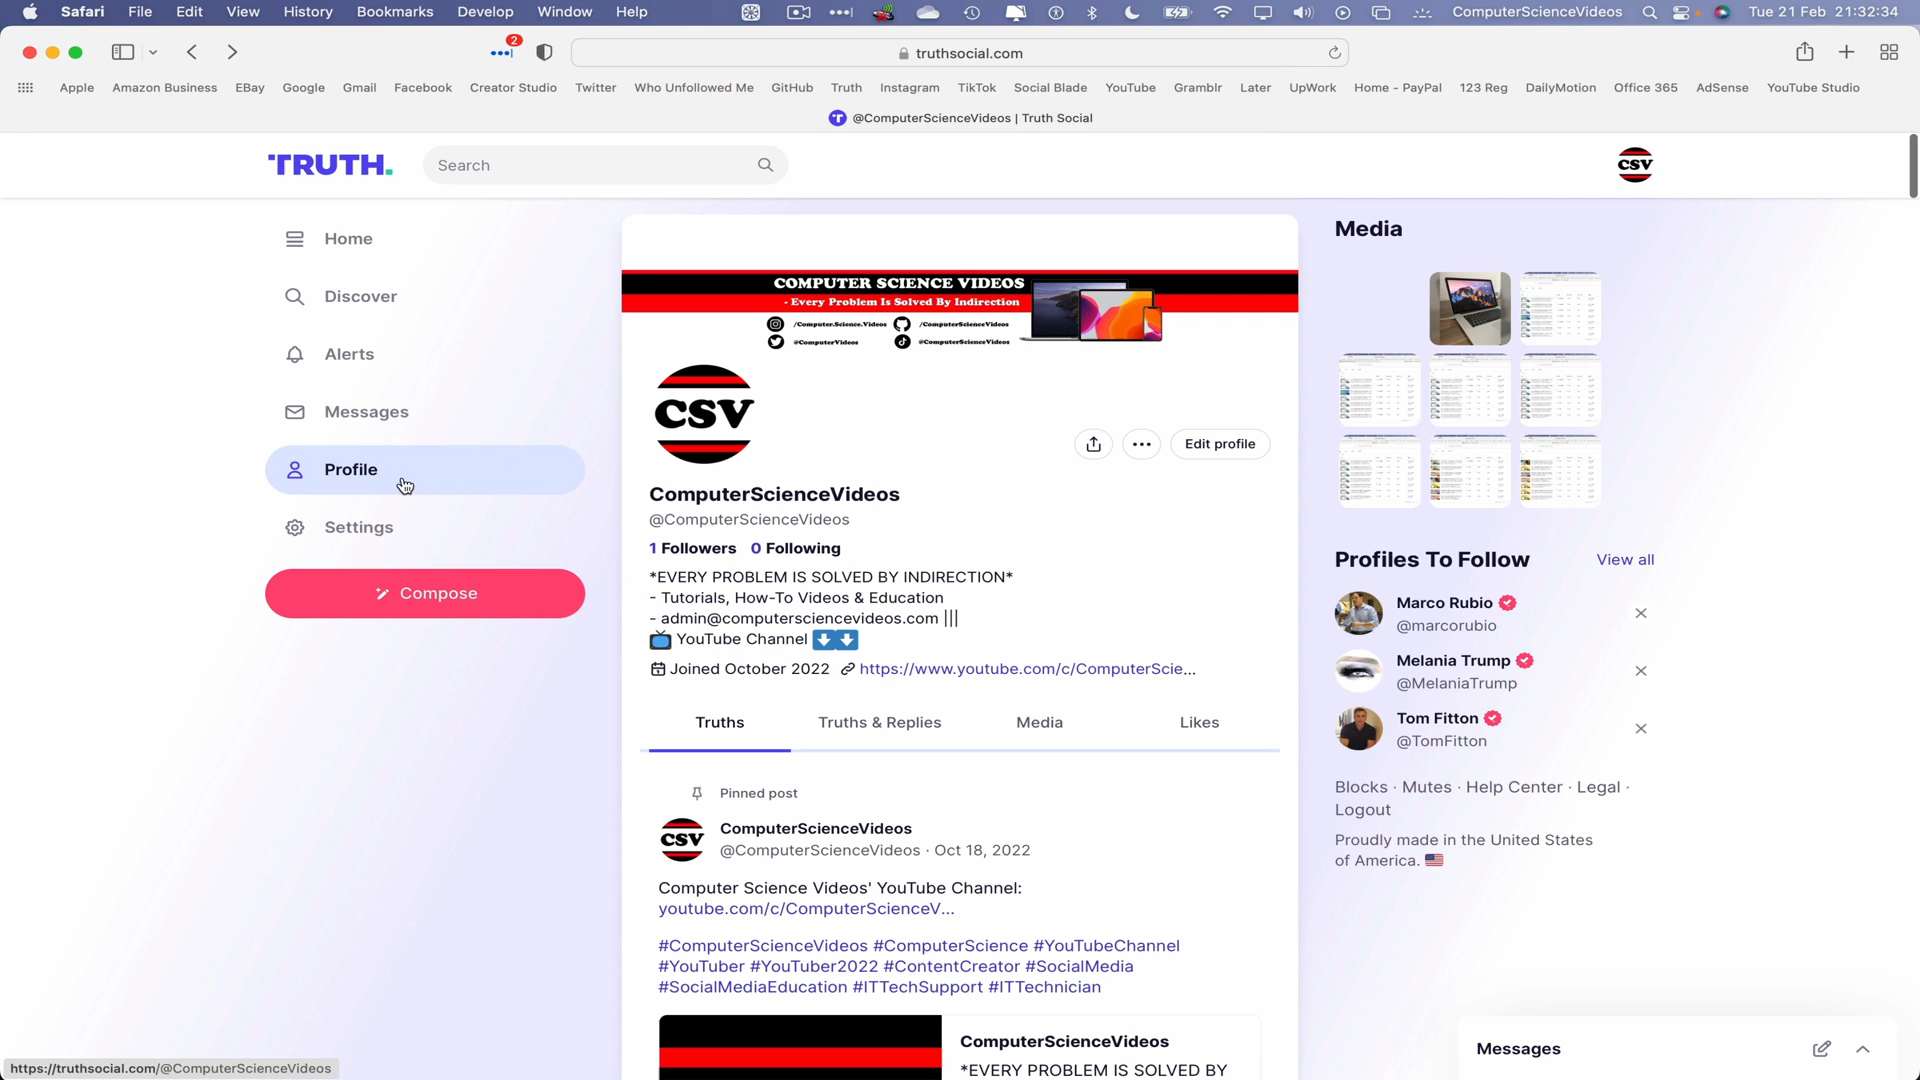 Safari File Edit View History Bookmarks Develop Window Help ComputerScienceVideos Tue 21 Feb 21:32:34
2
truthsocial.com
Apple Amazon Business EBay Google Gmail Facebook Creator Studio Twitter Who Unfollowed Me GitHub Truth Instagram TikTok Social Blade YouTube Gramblr Later UpWork Home - PayPal 123 Reg DailyMotion Office 365 AdSense YouTube Studio
@ComputerScienceVideos | Truth Social
TRUTH.
Search
CSV
Home
Discover
Alerts
Messages
Profile
Settings
Compose
COMPUTER SCIENCE VIDEOS
- Every Problem Is Solved By Indirection
/Computer.Science.Videos /ComputerScienceVideos
@ComputerVideos @ComputerScienceVideos
CSV
Edit profile
ComputerScienceVideos
@ComputerScienceVideos
1 Followers 0 Following
*EVERY PROBLEM IS SOLVED BY INDIRECTION*
- Tutorials, How-To Videos & Education
- admin@computersciencevideos.com |||
📺 YouTube Channel ⬇️⬇️
Joined October 2022 https://www.youtube.com/c/ComputerScie...
Truths Truths & Replies Media Likes
Pinned post
CSV
ComputerScienceVideos
@ComputerScienceVideos · Oct 18, 2022
Computer Science Videos' YouTube Channel:
youtube.com/c/ComputerScienceV...
#ComputerScienceVideos #ComputerScience #YouTubeChannel
#YouTuber #YouTuber2022 #ContentCreator #SocialMedia
#SocialMediaEducation #ITTechSupport #ITTechnician
ComputerScienceVideos
*EVERY PROBLEM IS SOLVED BY
Media
Profiles To Follow View all
Marco Rubio
@marcorubio
Melania Trump
@MelaniaTrump
Tom Fitton
@TomFitton
Blocks · Mutes · Help Center · Legal ·
Logout
Proudly made in the United States
of America. 🇺🇸
Messages
https://truthsocial.com/@ComputerScienceVideos